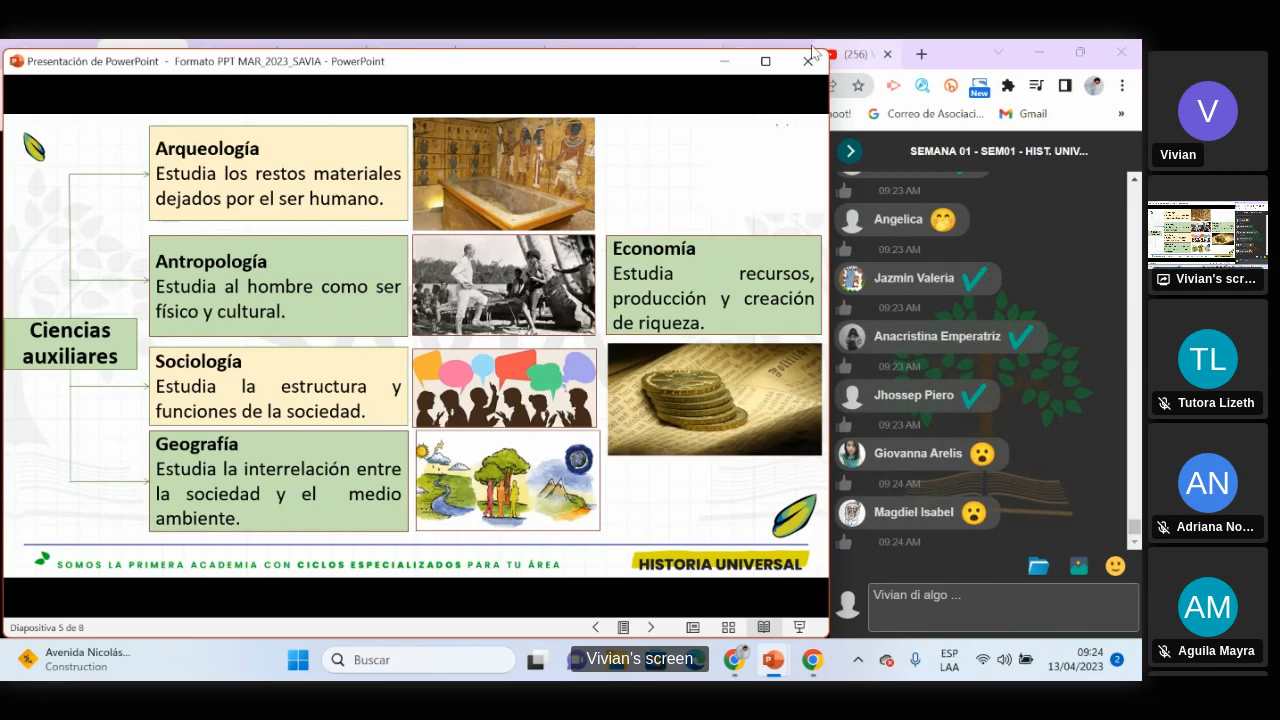 Presentación de PowerPoint - Formato PPT MAR_2023_SAVIA - PowerPoint
Arqueología
Estudia los restos materiales
dejados por el ser humano.
Antropología
Estudia al hombre como ser
físico y cultural.
Economía
Estudia recursos,
producción y creación
de riqueza.
Ciencias
auxiliares
Sociología
Estudia la estructura y
funciones de la sociedad.
Geografía
Estudia la interrelación entre
la sociedad y el medio
ambiente.
SOMOS LA PRIMERA ACADEMIA CON CICLOS ESPECIALIZADOS PARA TU ÁREA
HISTORIA UNIVERSAL
Diapositiva 5 de 8
(256)
New
Correo de Asociaci...
Gmail
»
SEMANA 01 - SEM01 - HIST. UNIV...
09:23 AM
Angelica
09:23 AM
Jazmín Valeria
09:23 AM
Anacristina Emperatriz
09:23 AM
Jhossep Piero
09:23 AM
Giovanna Arelis
09:24 AM
Magdiel Isabel
09:24 AM
Vivian di algo ...
Avenida Nicolás...
Construction
Buscar
Vivian's screen
ESP
LAA
09:24
13/04/2023
2
V
Vivian
Vivian's scr...
TL
Tutora Lizeth
AN
Adriana No...
AM
Aguila Mayra